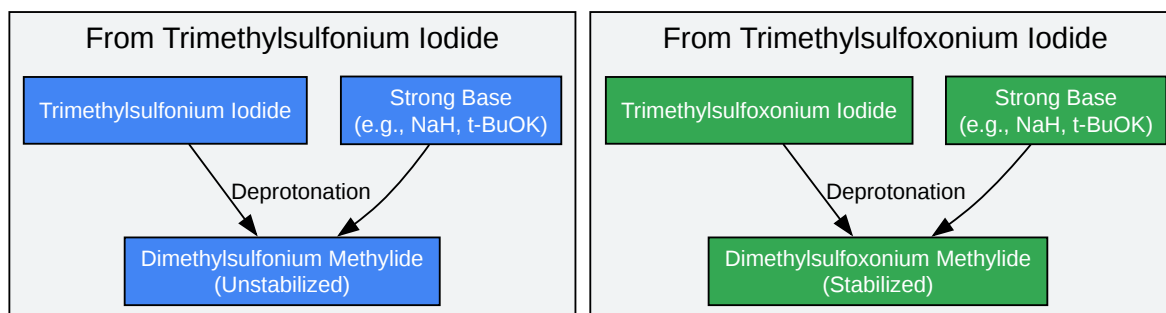 From Trimethylsulfonium Iodide
Trimethylsulfonium Iodide
Strong Base
(e.g., NaH, t-BuOK)
Deprotonation
Dimethylsulfonium Methylide
(Unstabilized)
From Trimethylsulfoxonium Iodide
Trimethylsulfoxonium Iodide
Strong Base
(e.g., NaH, t-BuOK)
Deprotonation
Dimethylsulfoxonium Methylide
(Stabilized)